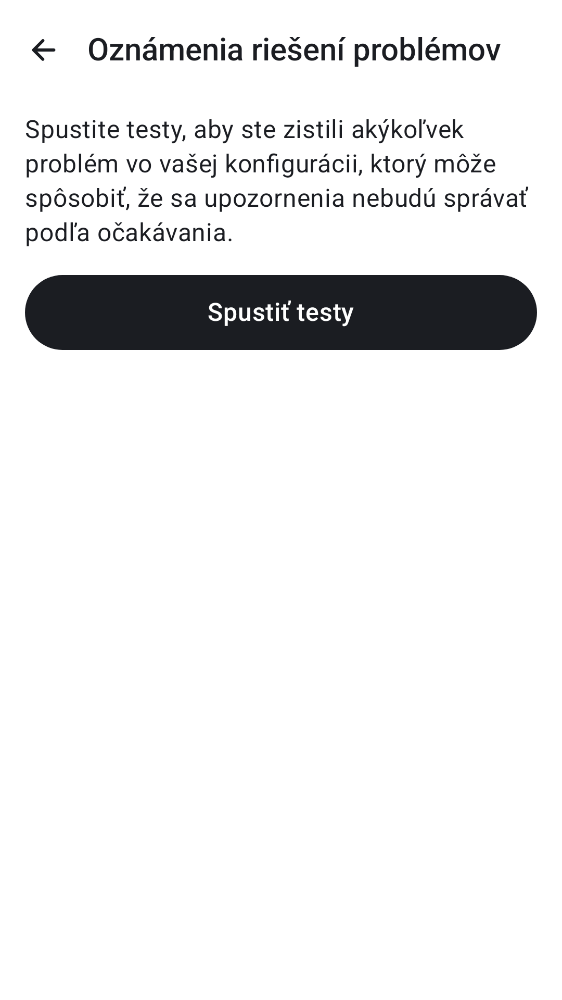 Oznámenia riešení problémov
Spustite testy, aby ste zistili akýkoľvek
problém vo vašej konfigurácii, ktorý môže
spôsobiť, že sa upozornenia nebudú správať
podľa očakávania.
Spustiť testy